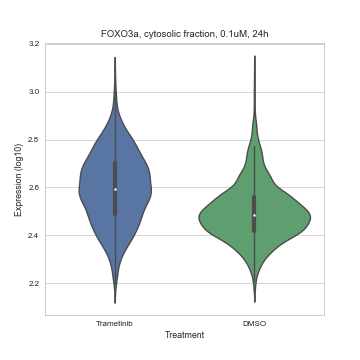 FOXO3a, cytosolic fraction, 0.1uM, 24h
3.2
3.0
2.8
2.6
2.4
2.2
Expression (log10)
Trametinib
DMSO
Treatment